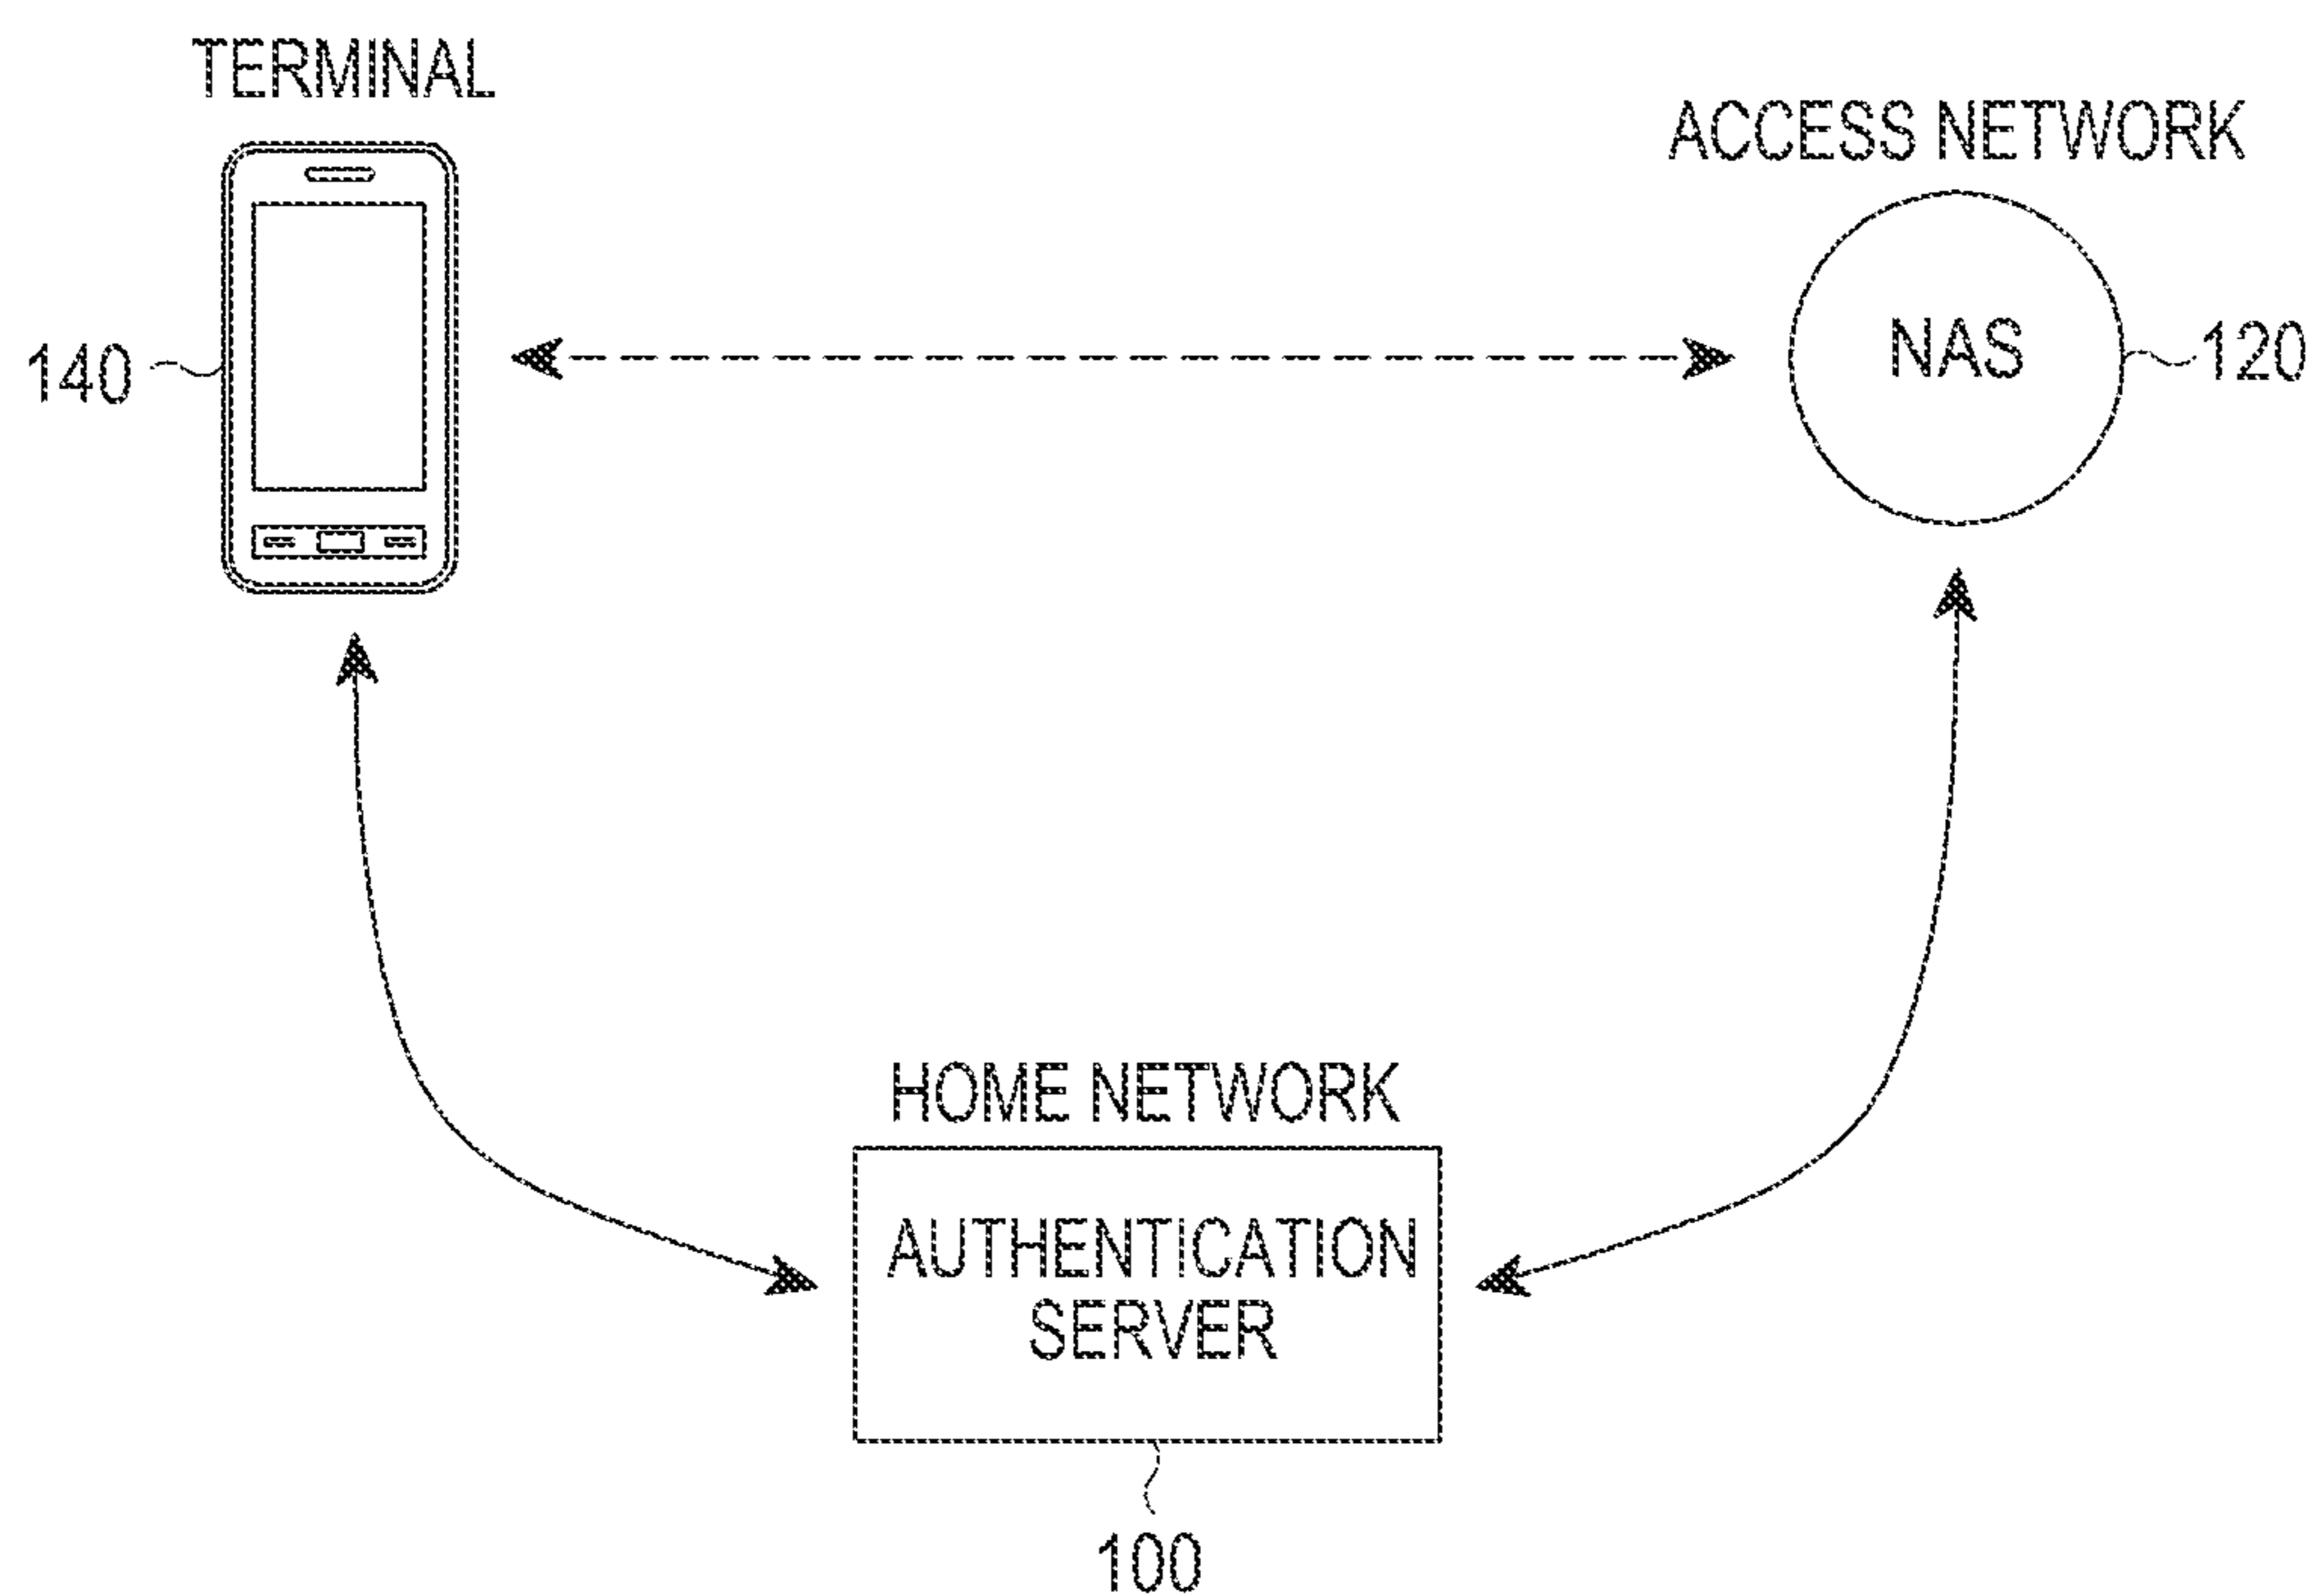 TERMINAL
ACCESS NETWORK
NAS
140
120
HOME NETWORK
AUTHENTICATION
SERVER
100